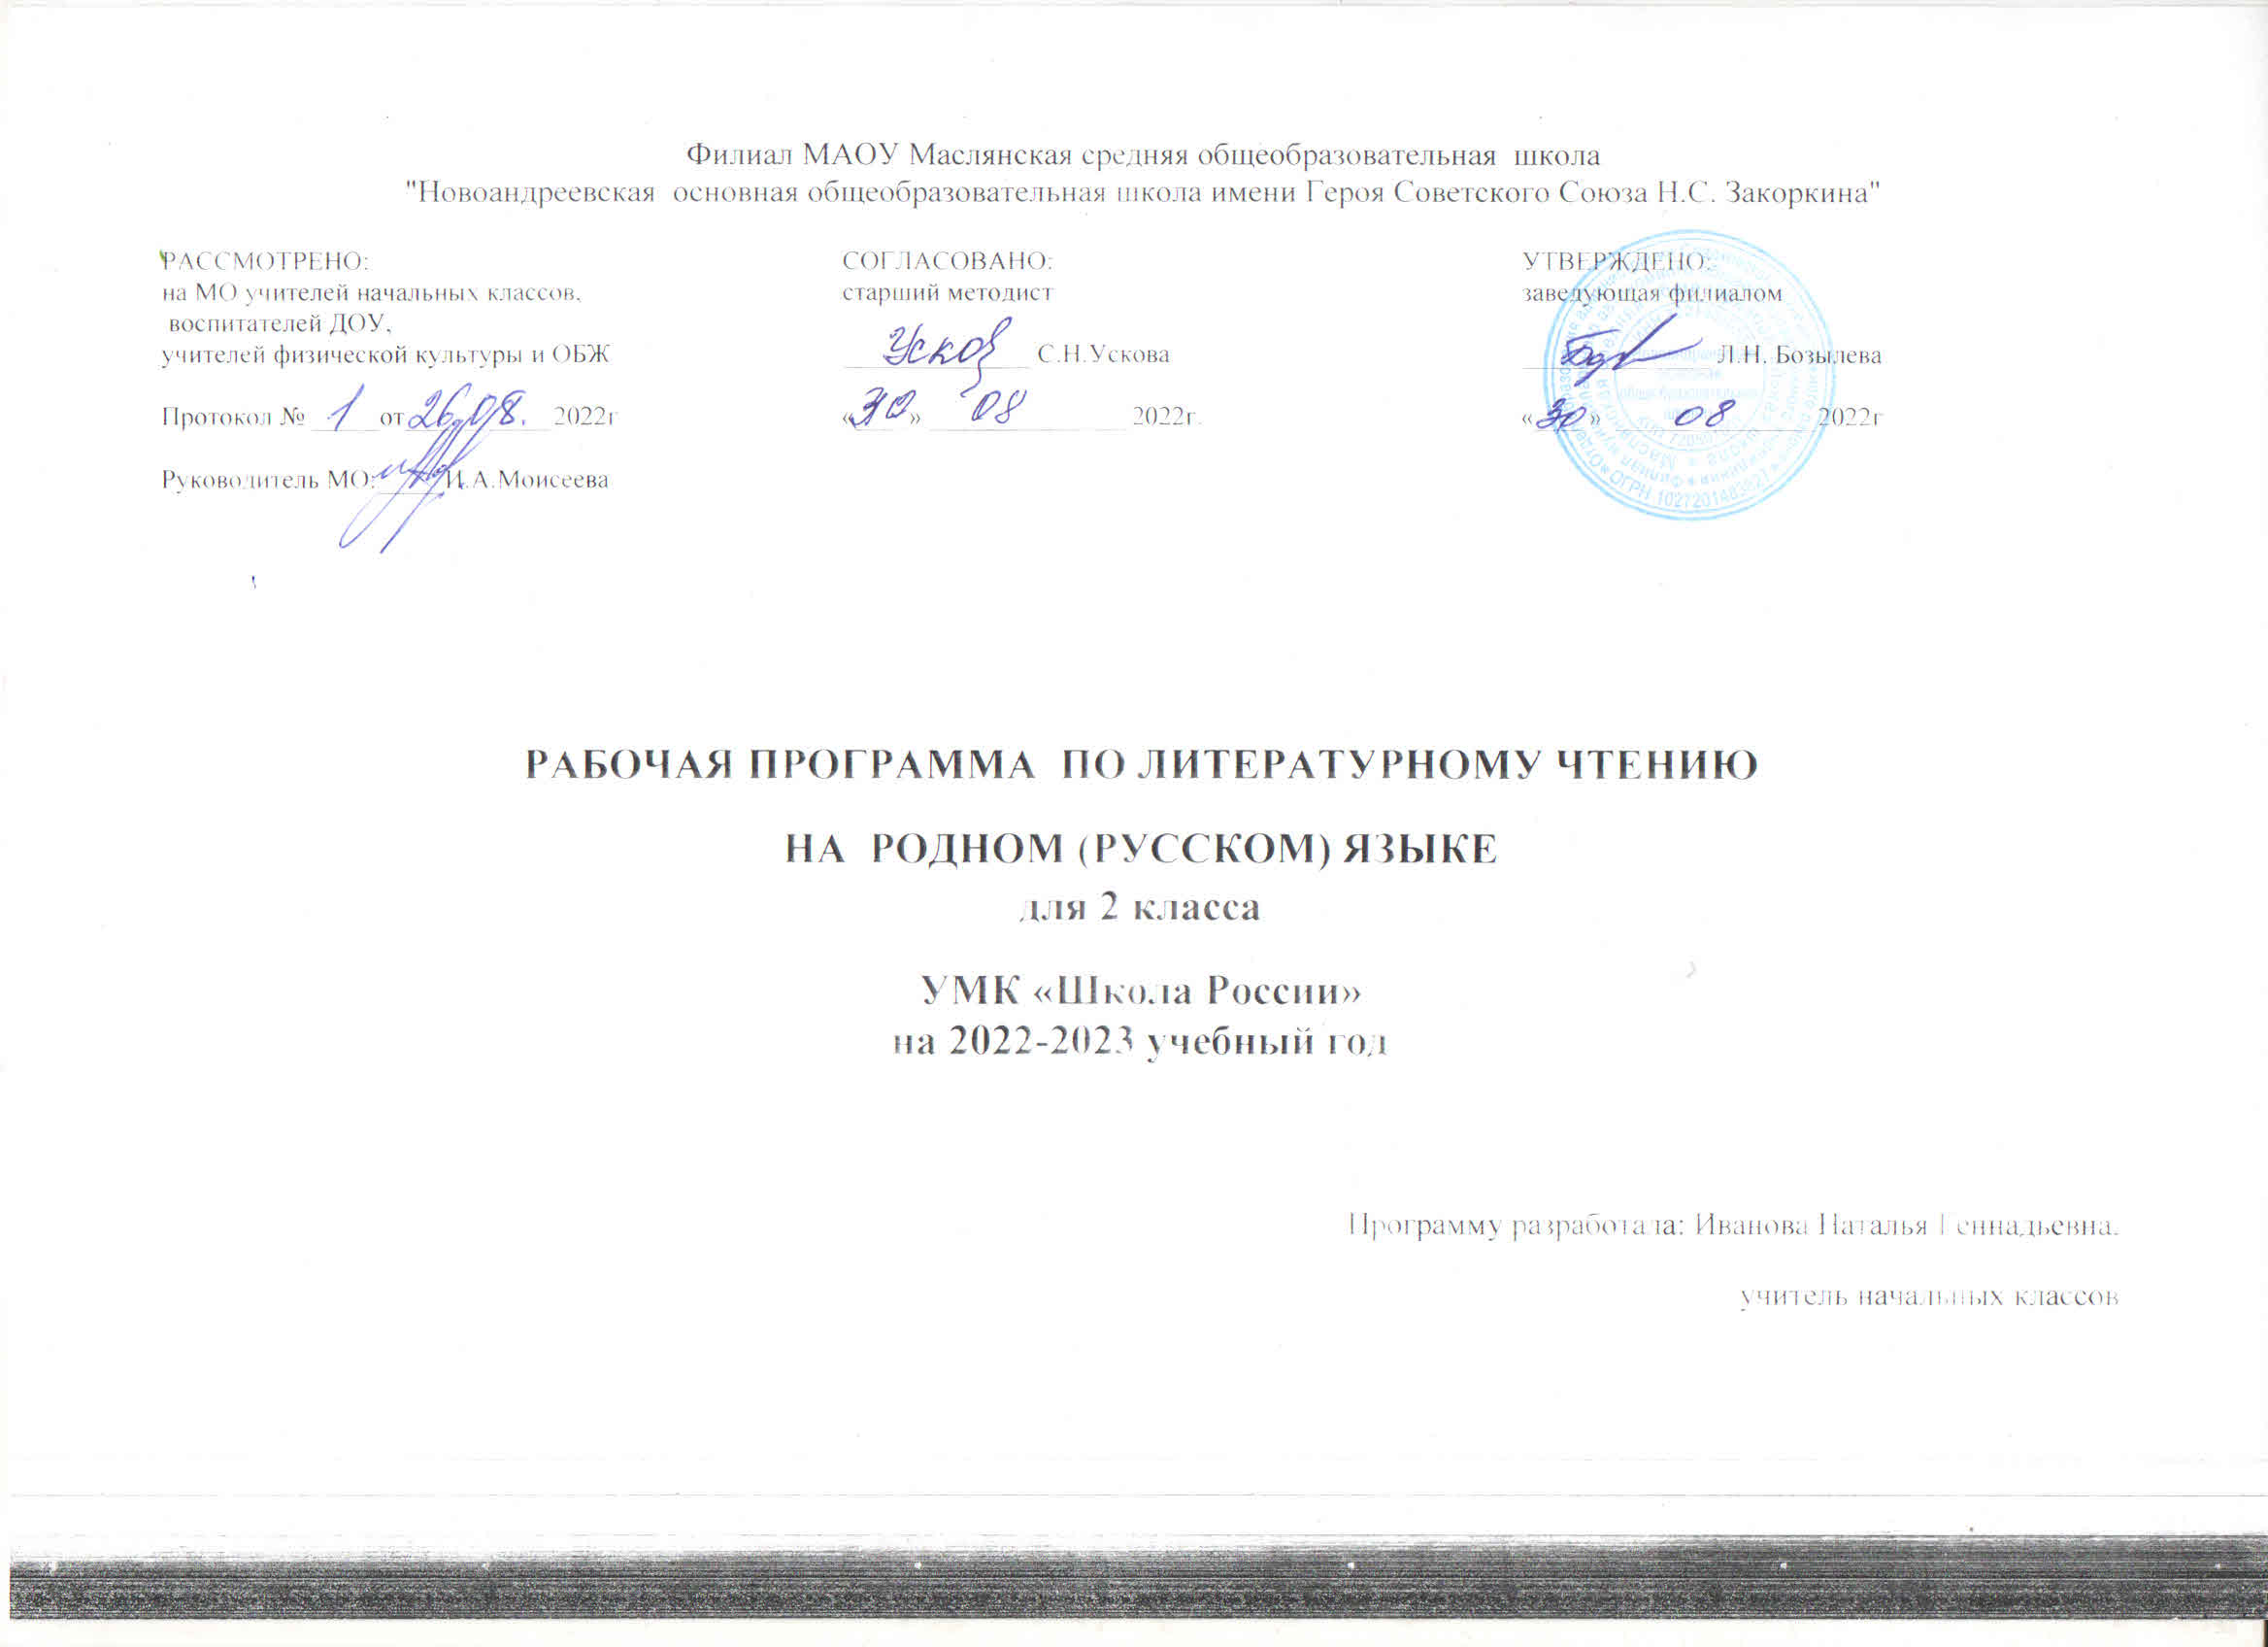 Филиал МАОУ Маслянская средняя общеобразовательная школа
"Новоандреевская основная общеобразовательная школа имени Героя Советского Союза Н.С. Закоркина"
РАССМОТРЕНО:
на МО учителей начальных классов,
воспитателей ДОУ,
учителей физической культуры и ОБЖ
Протокол № 1 от 26.08. 2022г
Руководитель МО: И.А.Моисеева
СОГЛАСОВАНО:
старший методист
Усков С.Н.Ускова
«30» 08 2022г.
УТВЕРЖДЕНО:
заведующая филиалом
Л.Н. Бозылева
«30» 08 2022г
ОГРН 1027201483527
РАБОЧАЯ ПРОГРАММА ПО ЛИТЕРАТУРНОМУ ЧТЕНИЮ
НА РОДНОМ (РУССКОМ) ЯЗЫКЕ
для 2 класса
УМК «Школа России»
на 2022-2023 учебный год
Программу разработала: Иванова Наталья Геннадьевна,
учитель начальных классов